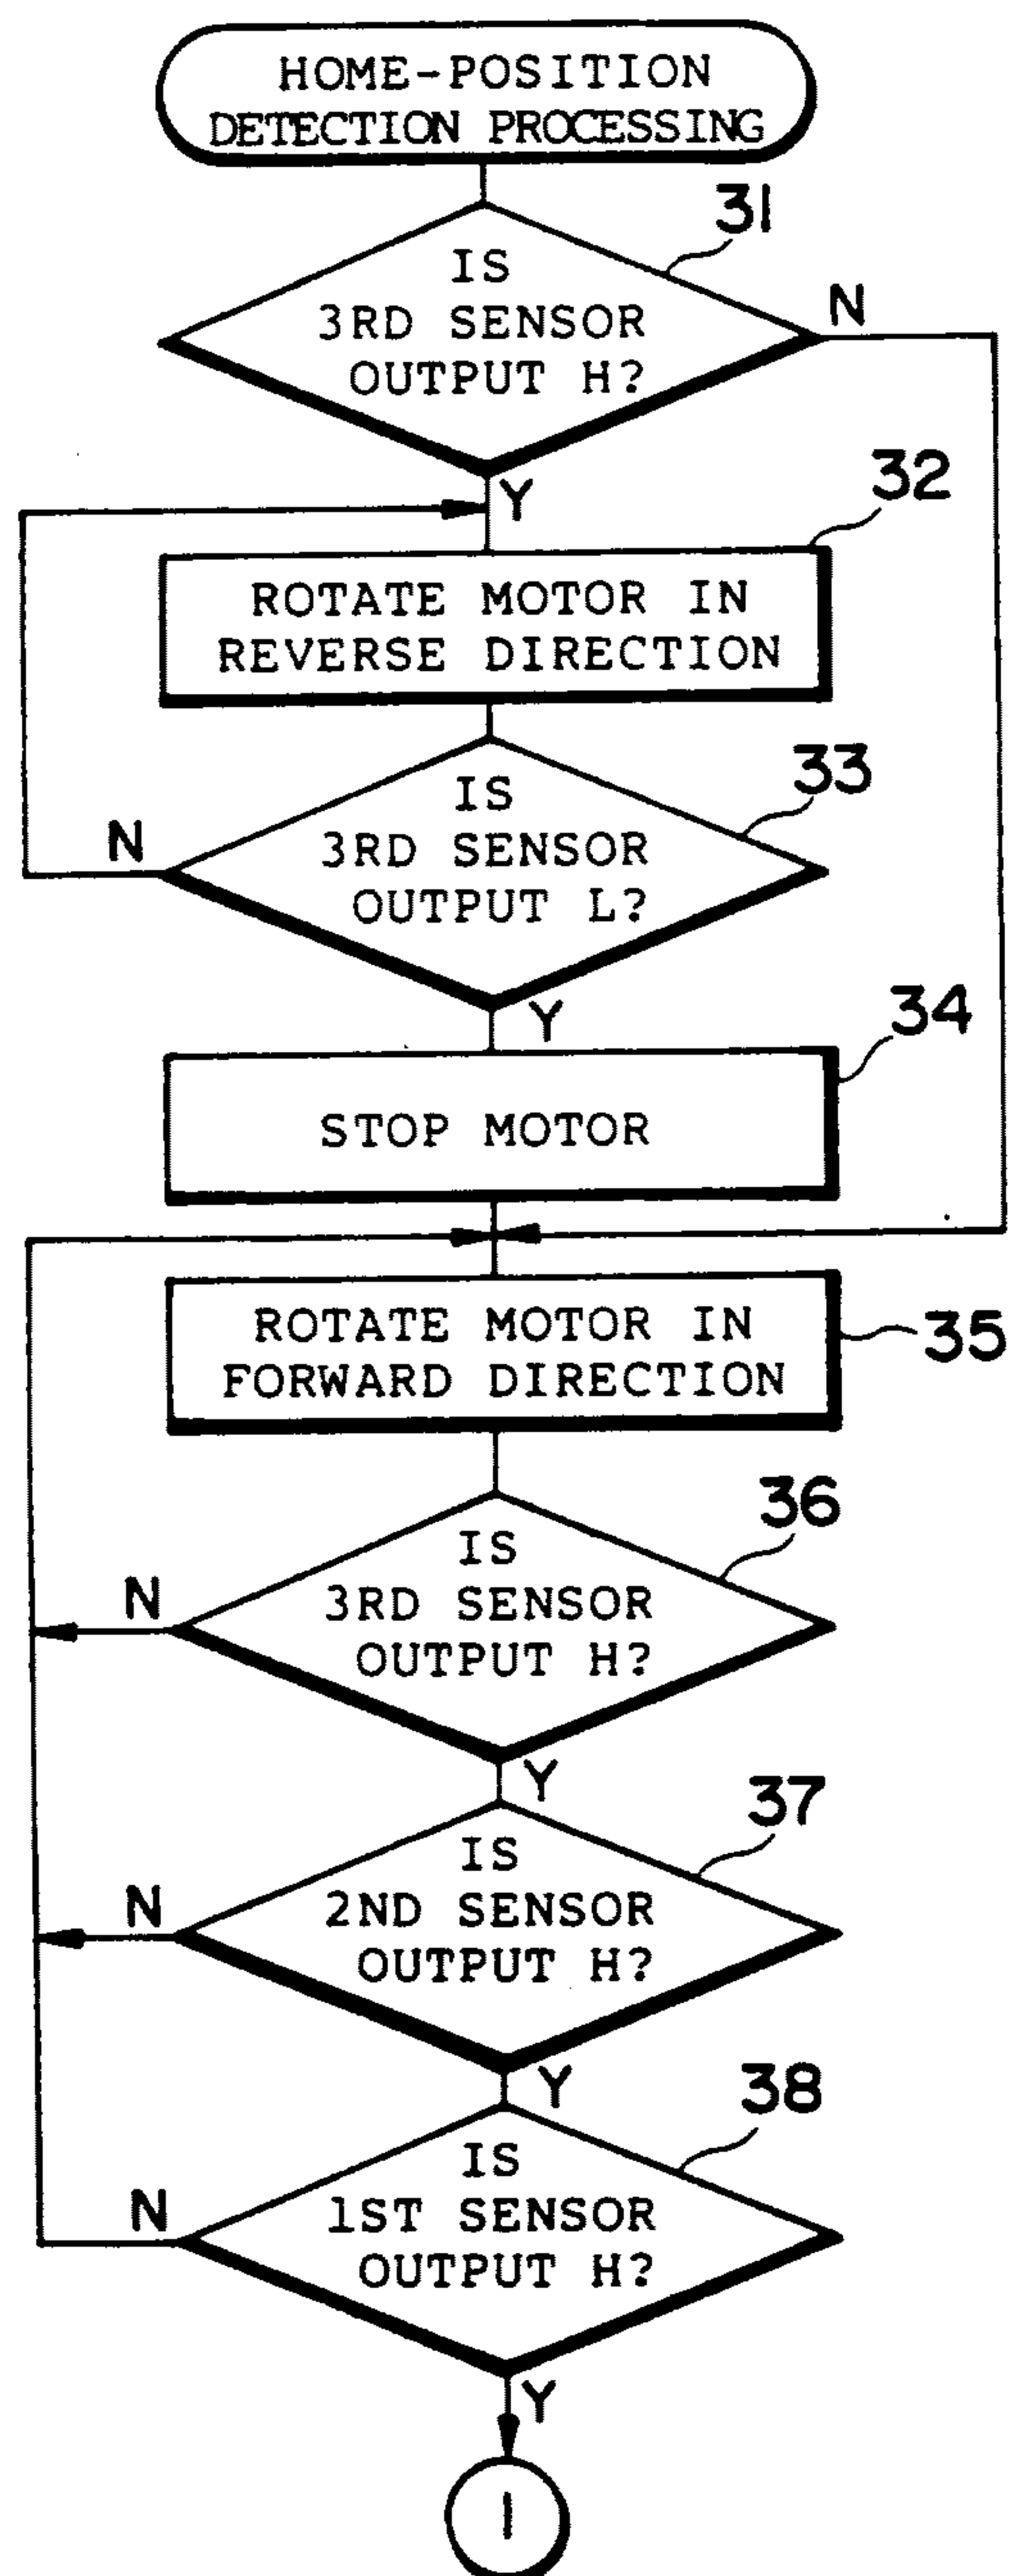 HOME-POSITION
DETECTION PROCESSING
31
IS
3RD SENSOR
OUTPUT H?
N
Y
32
ROTATE MOTOR IN
REVERSE DIRECTION
33
IS
3RD SENSOR
OUTPUT L?
N
Y
34
STOP MOTOR
35
ROTATE MOTOR IN
FORWARD DIRECTION
36
IS
3RD SENSOR
OUTPUT H?
N
Y
37
IS
2ND SENSOR
OUTPUT H?
N
Y
38
IS
1ST SENSOR
OUTPUT H?
N
Y
1